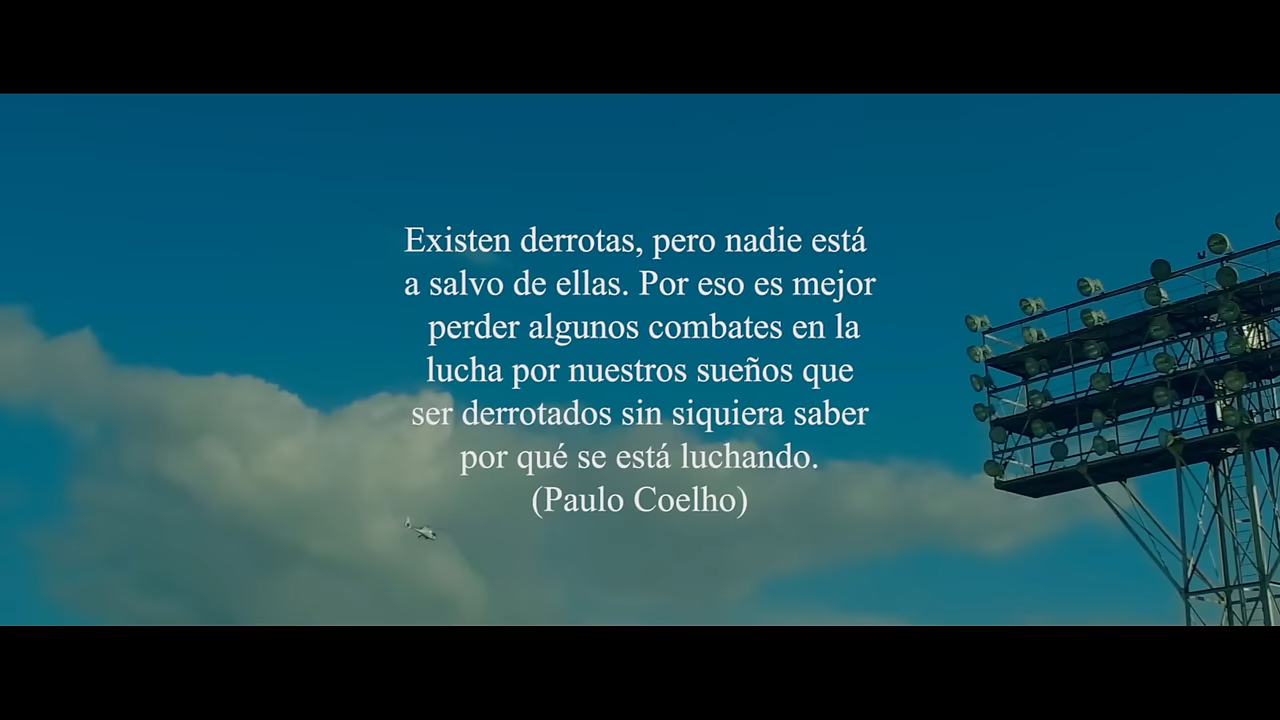 Existen derrotas, pero nadie está
a salvo de ellas. Por eso es mejor
perder algunos combates en la
lucha por nuestros sueños que
ser derrotados sin siquiera saber
por qué se está luchando.
(Paulo Coelho)